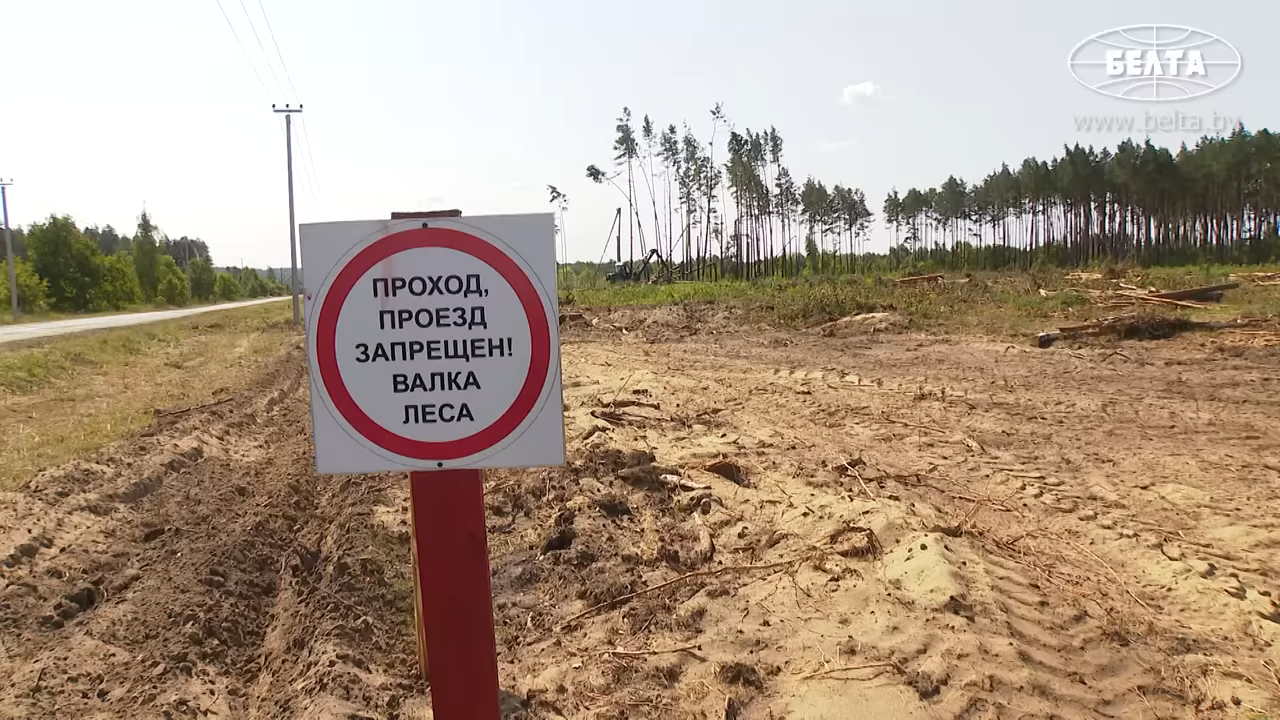 БЕЛТА
www.belta.by
ПРОХОД,
ПРОЕЗД
ЗАПРЕЩЕН!
ВАЛКА
ЛЕСА